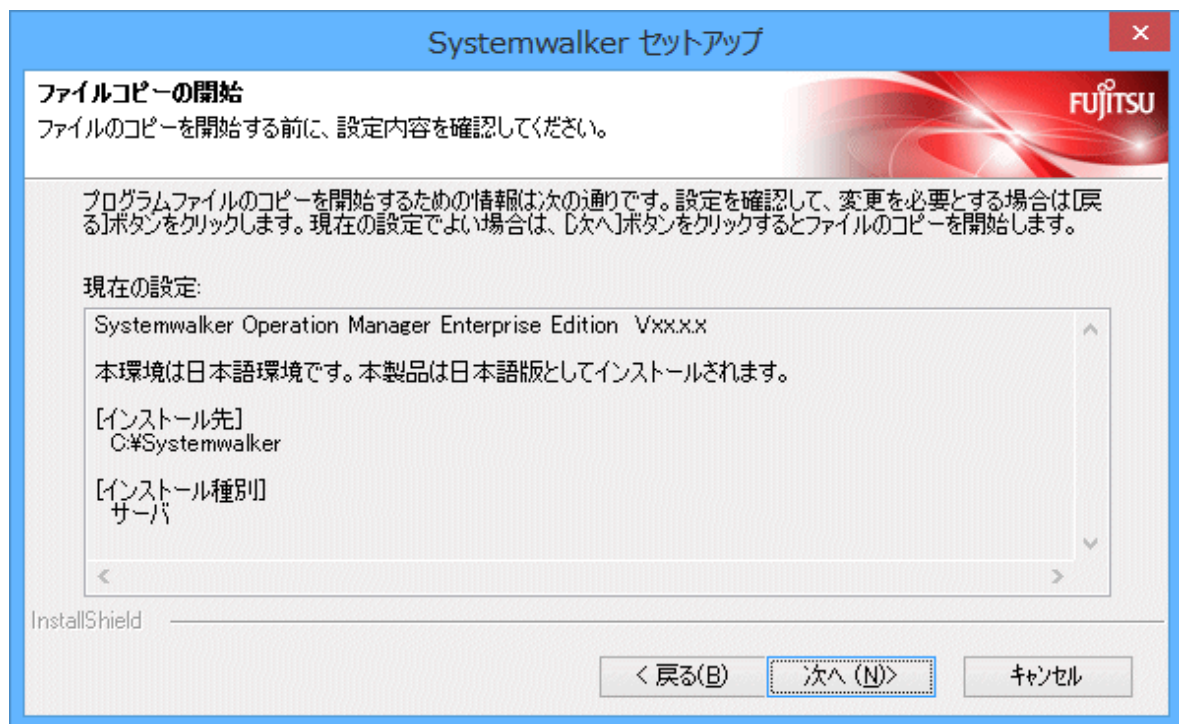 Systemwalker セットアップ
ファイルコピーの開始
ファイルのコピーを開始する前に、設定内容を確認してください。
FUJITSU
プログラムファイルのコピーを開始するための情報は次の通りです。設定を確認して、変更を必要とする場合は[戻
る]ボタンをクリックします。現在の設定でよい場合は、[次へ]ボタンをクリックするとファイルのコピーを開始します。
現在の設定:
Systemwalker Operation Manager Enterprise Edition Vxx.x.x
本環境は日本語環境です。本製品は日本語版としてインストールされます。
[インストール先]
C:¥Systemwalker
[インストール種別]
サーバ
InstallShield
< 戻る(B)
次へ (N)>
キャンセル